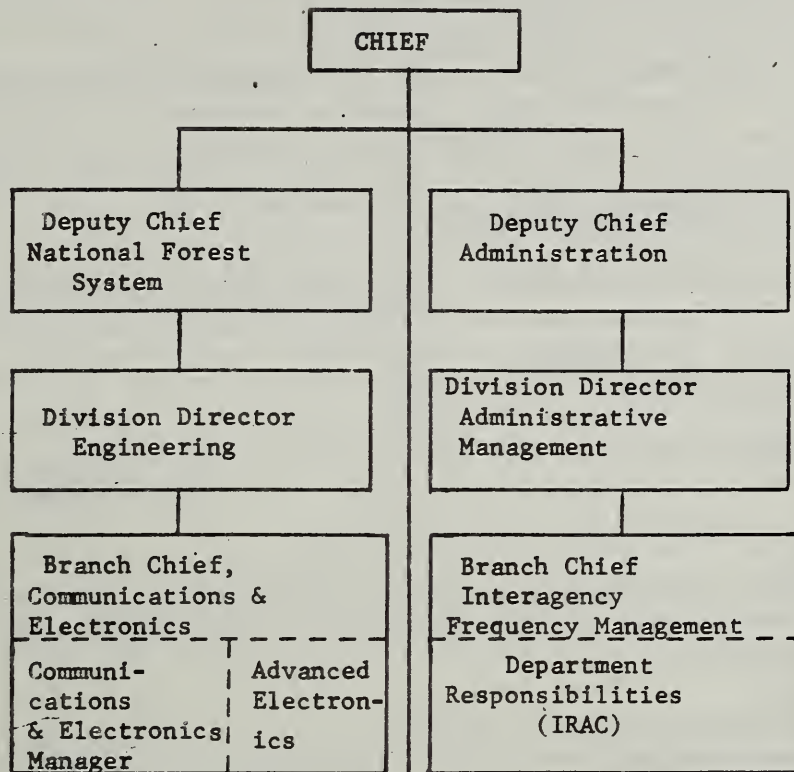 CHIEF
Deputy Chief
National Forest
System
Deputy Chief
Administration
Division Director
Engineering
Division Director
Administrative
Management
Branch Chief,
Communications &
Electronics
Communi-
cations
& Electronics
Manager
Advanced
Electron-
ics
Branch Chief
Interagency
Frequency Management
Department
Responsibilities
(IRAC)